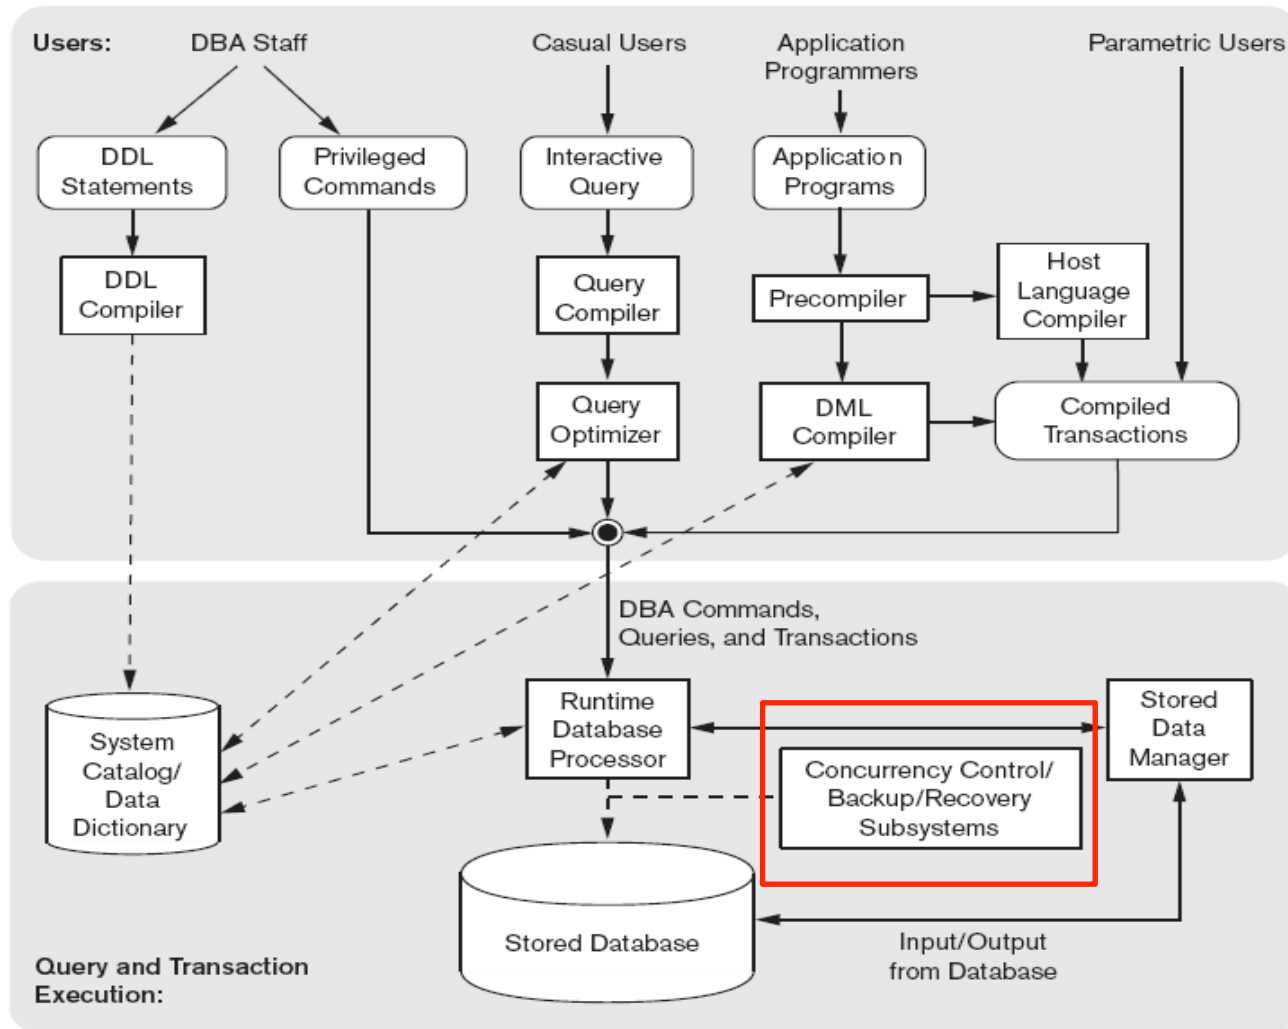 Users:
DBA Staff
Casual Users
Application
Programmers
Parametric Users
DDL
Statements
Privileged
Commands
Interactive
Query
Application
Programs
DDL
Compiler
Query
Compiler
Precompiler
Host
Language
Compiler
Query
Optimizer
DML
Compiler
Compiled
Transactions
DBA Commands,
Queries, and Transactions
System
Catalog/
Data
Dictionary
Runtime
Database
Processor
Concurrency Control/
Backup/Recovery
Subsystems
Stored
Data
Manager
Stored Database
Input/Output
from Database
Query and Transaction
Execution: